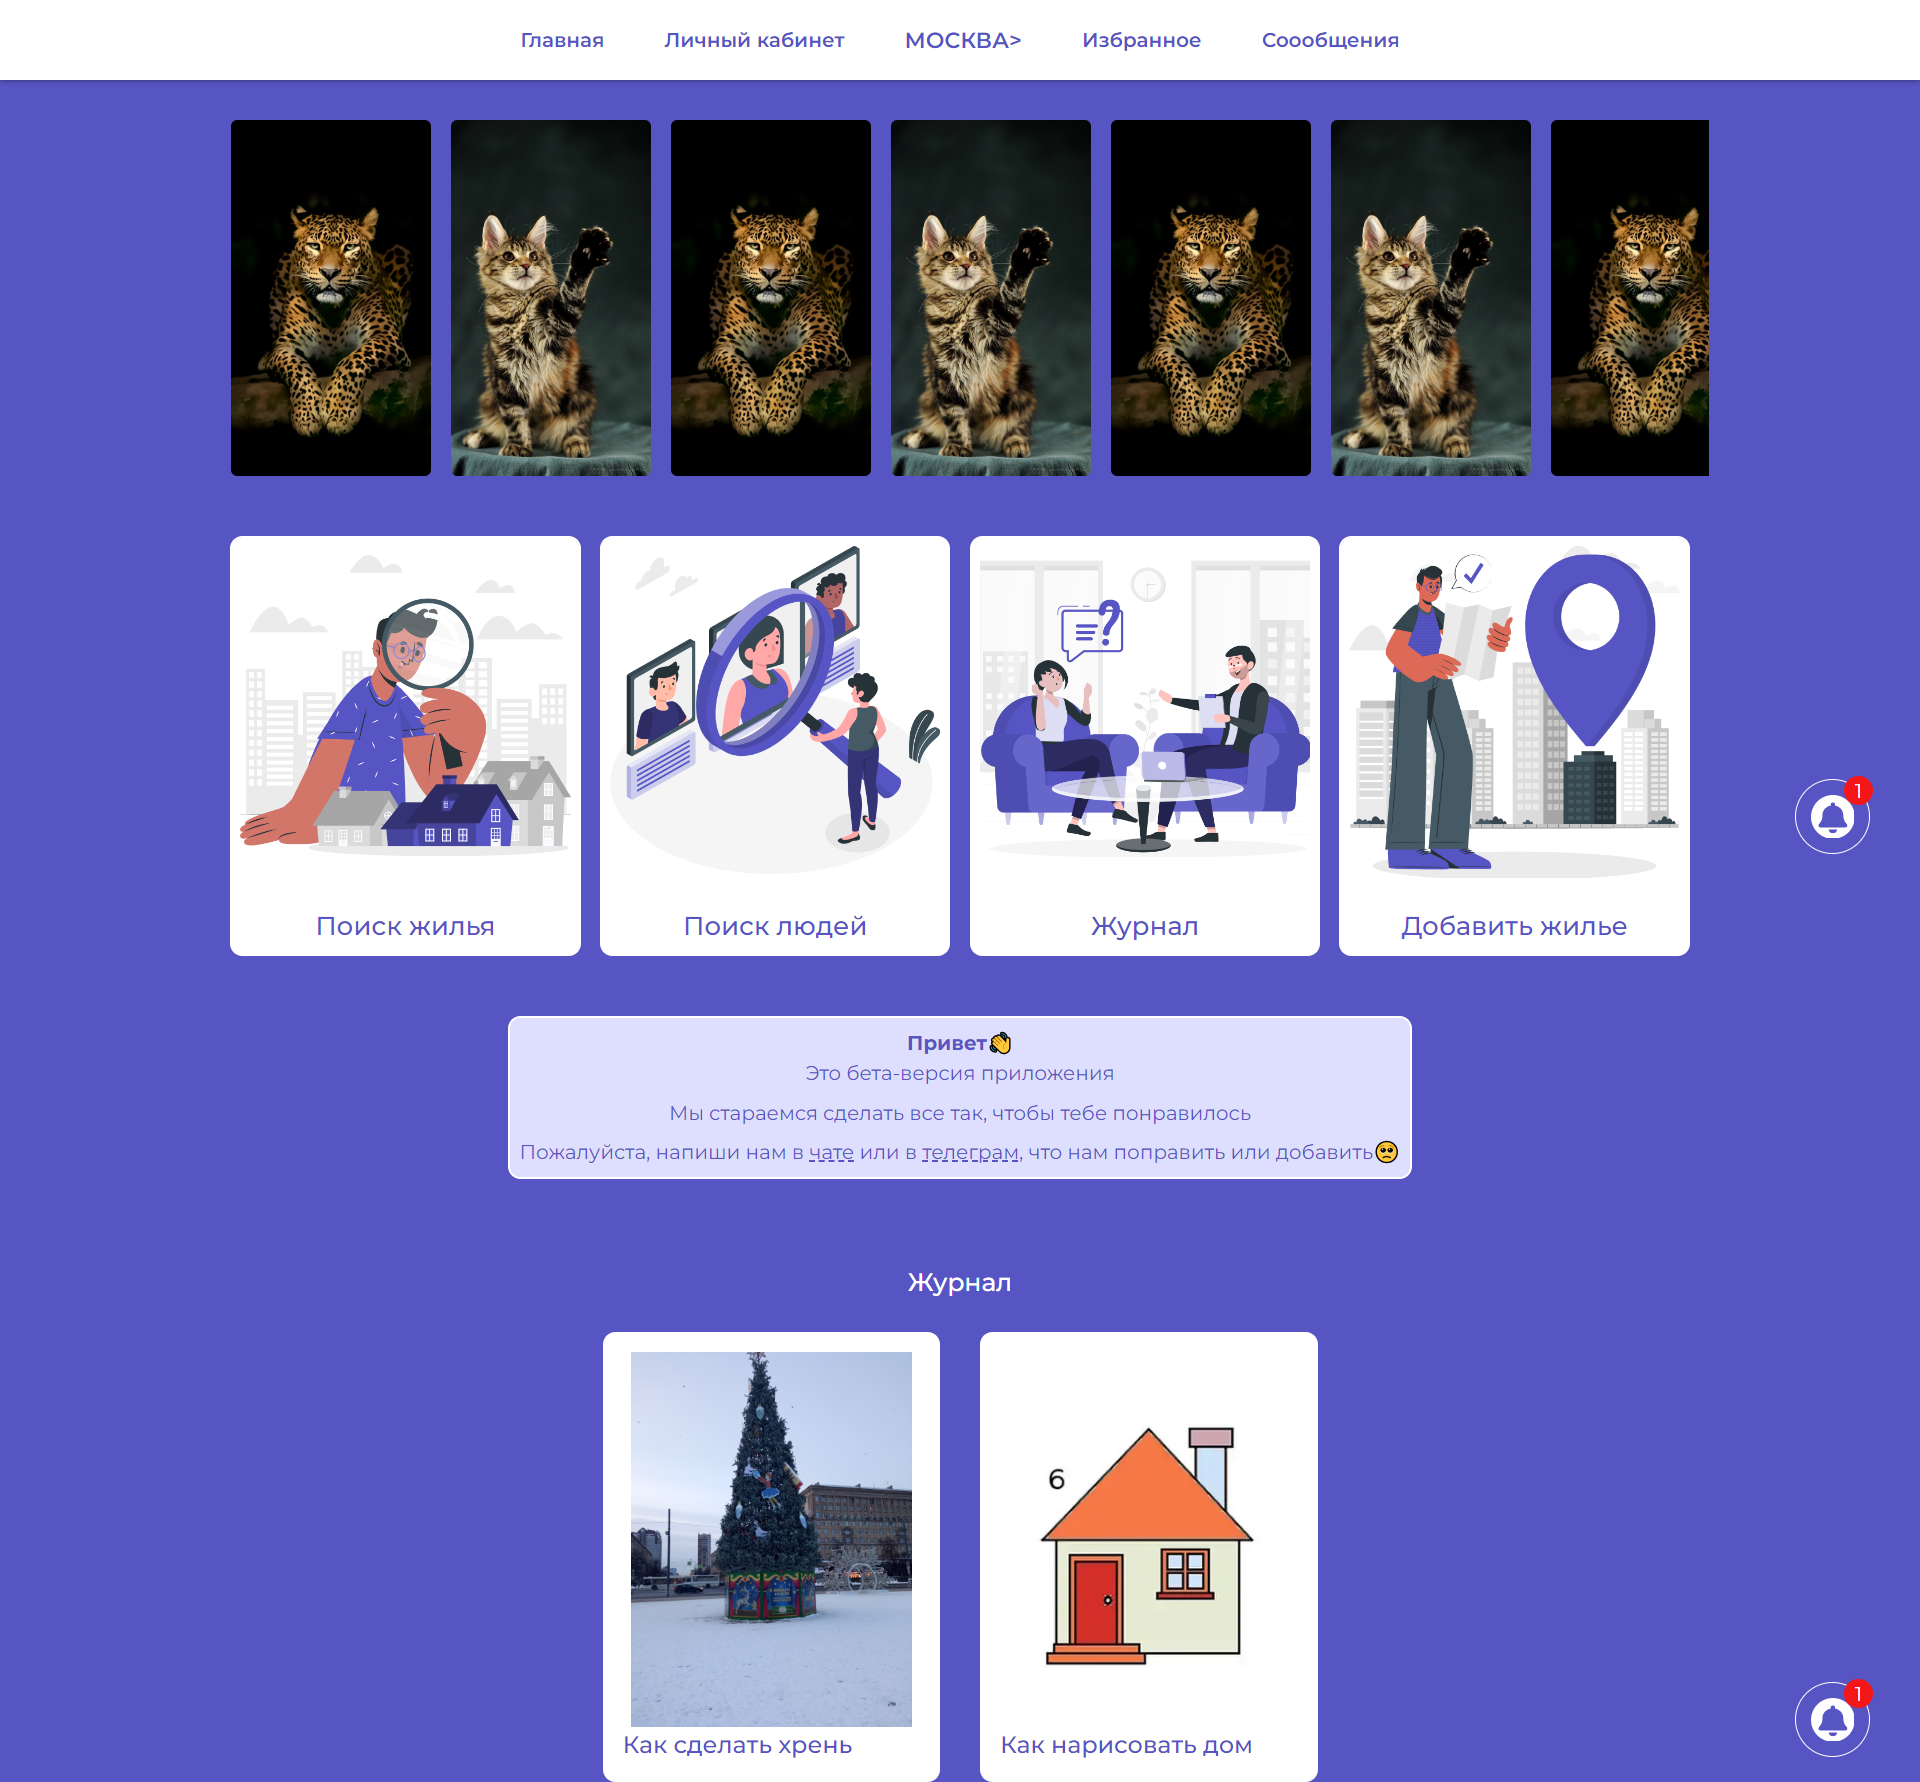 Главная Личный кабинет МОСКВА> Избранное Соообщения
Поиск жилья
Поиск людей
Журнал
Добавить жилье
1
Привет👋
Это бета-версия приложения
Мы стараемся сделать все так, чтобы тебе понравилось
Пожалуйста, напиши нам в чате или в телеграм, что нам поправить или добавить🥺
Журнал
6
Как сделать хрень
Как нарисовать дом
1